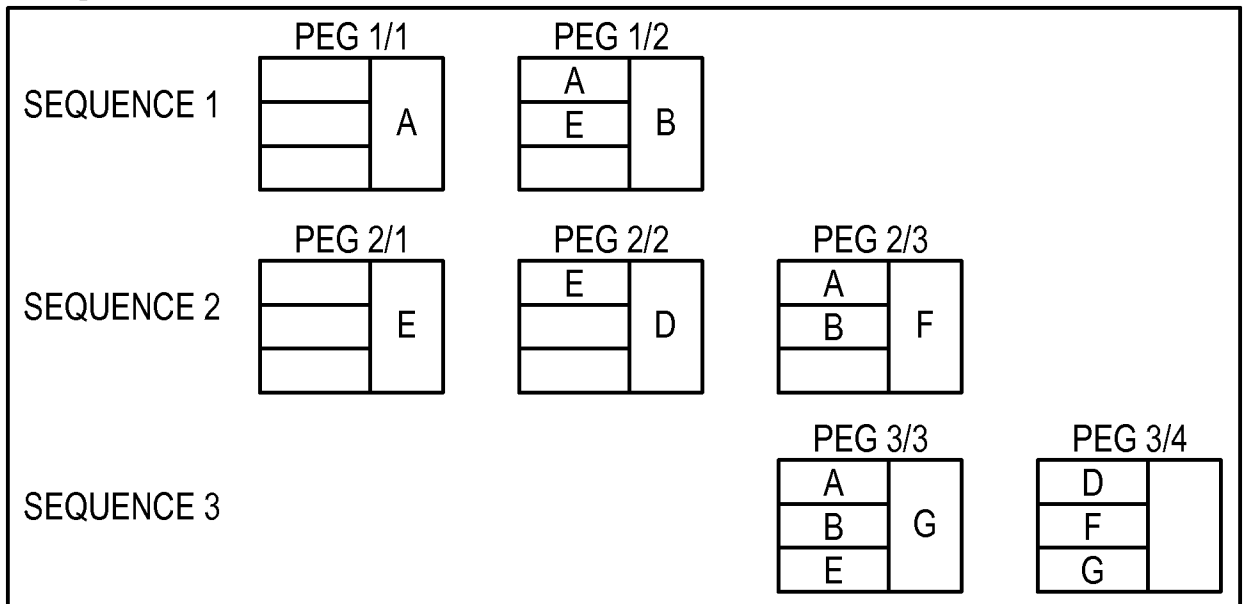 PEG 1/1 PEG 1/2
SEQUENCE 1
A
A
E
B
PEG 2/1 PEG 2/2 PEG 2/3
SEQUENCE 2
E
E
D
A
B
F
PEG 3/3 PEG 3/4
SEQUENCE 3
A
B
E
G
D
F
G